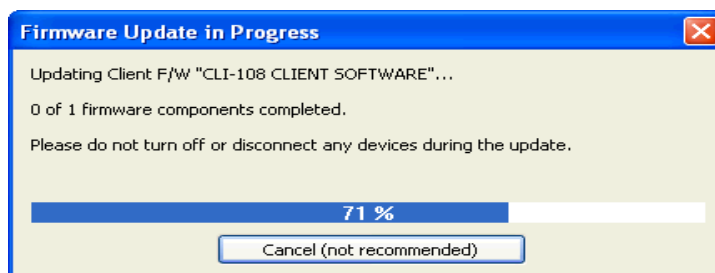 Firmware Update in Progress
Updating Client F/W "CLI-108 CLIENT SOFTWARE"...
0 of 1 firmware components completed.
Please do not turn off or disconnect any devices during the update.
71 %
Cancel (not recommended)